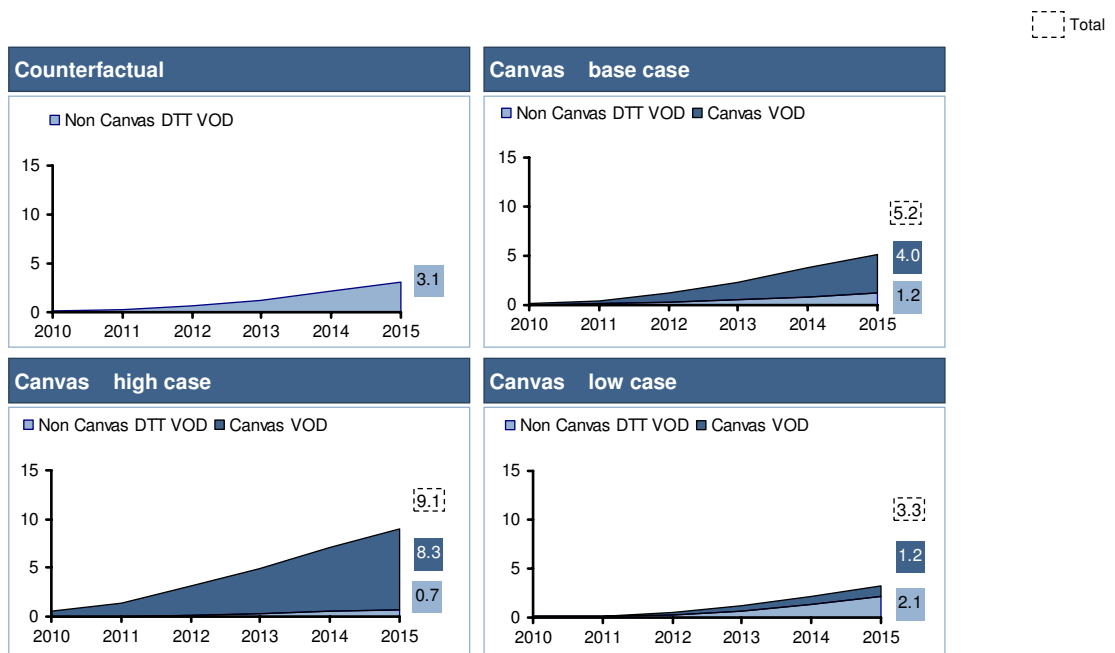 Total
Counterfactual
Non Canvas DTT VOD
15
10
5
0
3.1
2010 2011 2012 2013 2014 2015
Canvas base case
Non Canvas DTT VOD Canvas VOD
15
10
5
0
5.2
4.0
1.2
2010 2011 2012 2013 2014 2015
Canvas high case
Non Canvas DTT VOD Canvas VOD
15
10
5
0
9.1
8.3
0.7
2010 2011 2012 2013 2014 2015
Canvas low case
Non Canvas DTT VOD Canvas VOD
15
10
5
0
3.3
1.2
2.1
2010 2011 2012 2013 2014 2015